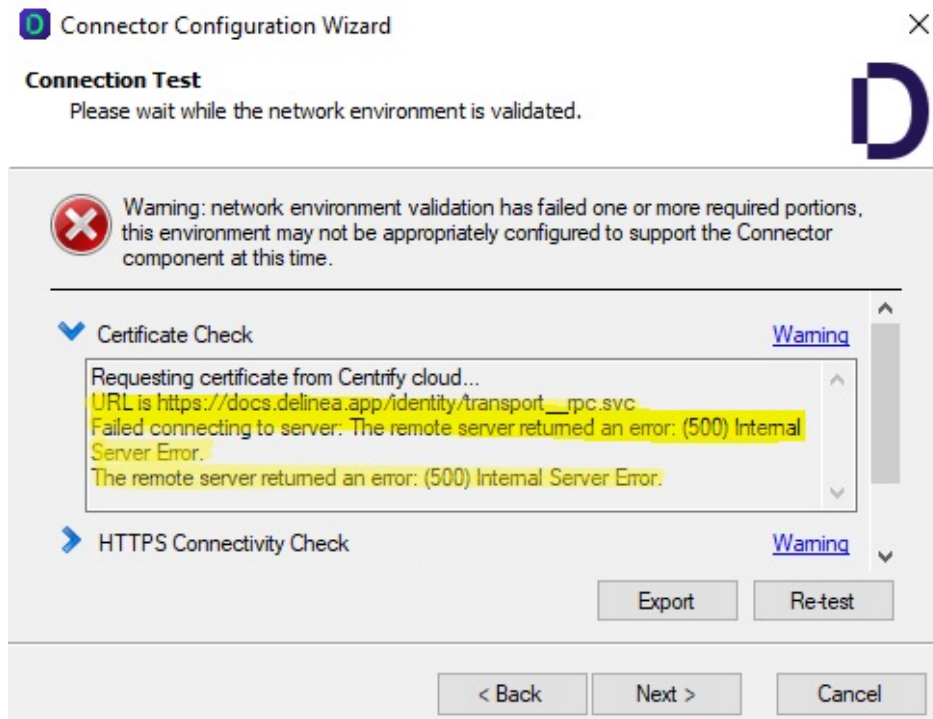 D Connector Configuration Wizard
Connection Test
Please wait while the network environment is validated.
D
Warning: network environment validation has failed one or more required portions,
this environment may not be appropriately configured to support the Connector
component at this time.
Certificate Check Warning
Requesting certificate from Centrify cloud...
URL is https://docs.delinea.app/identity/transport__rpc.svc
Failed connecting to server: The remote server returned an error: (500) Internal
Server Error.
The remote server returned an error: (500) Internal Server Error.
HTTPS Connectivity Check Warning
Export Re-test
< Back Next > Cancel